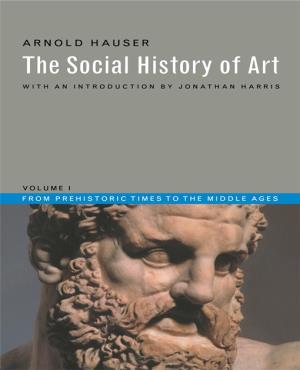 ARNOLD HAUSER
The Social History of Art
WITH AN INTRODUCTION BY JONATHAN HARRIS
VOLUME I
FROM PREHISTORIC TIMES TO THE MIDDLE AGES